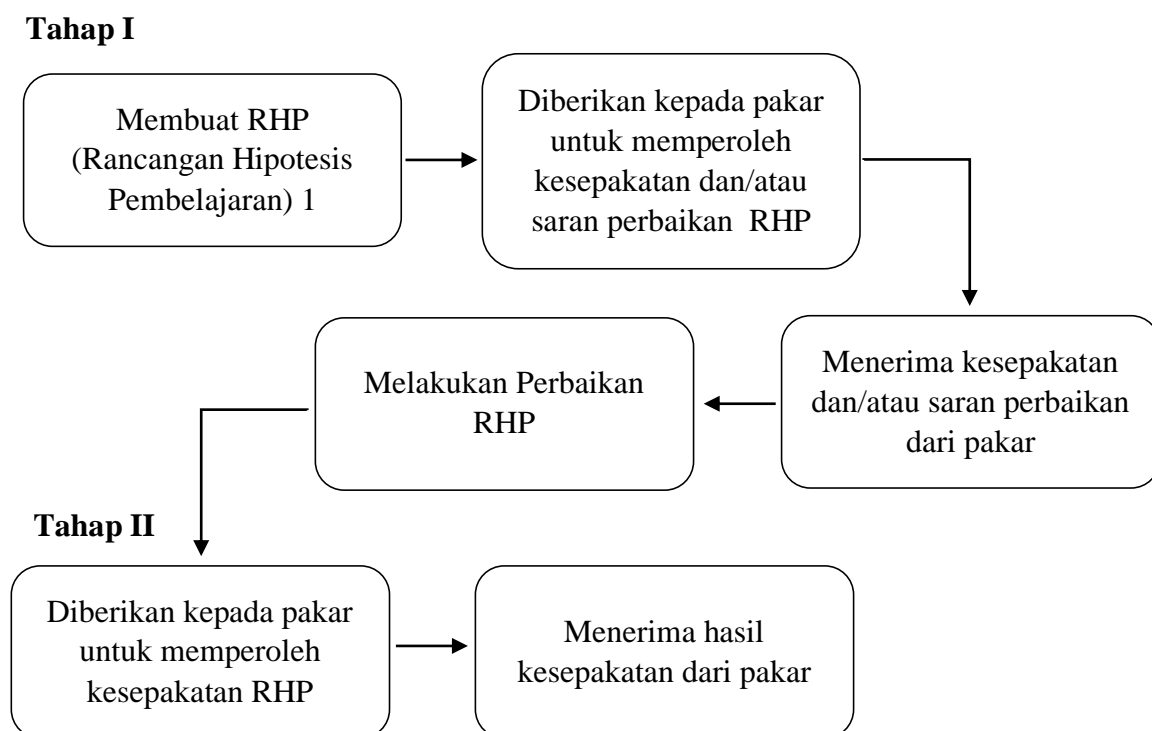 Tahap I
Membuat RHP
(Rancangan Hipotesis
Pembelajaran) 1
Diberikan kepada pakar
untuk memperoleh
kesepakatan dan/atau
saran perbaikan RHP
Menerima kesepakatan
dan/atau saran perbaikan
dari pakar
Melakukan Perbaikan
RHP
Tahap II
Diberikan kepada pakar
untuk memperoleh
kesepakatan RHP
Menerima hasil
kesepakatan dari pakar